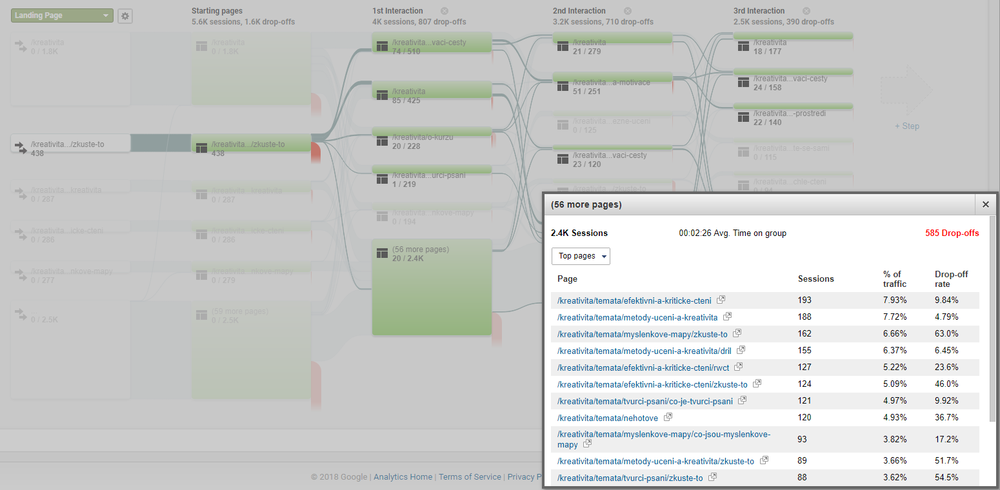 Landing Page
Starting pages
5.6K sessions, 1.6K drop-offs
1st Interaction
4K sessions, 807 drop-offs
2nd Interaction
3.2K sessions, 710 drop-offs
3rd Interaction
2.5K sessions, 390 drop-offs
/kreativita
0 / 1.8K
/kreativita.../zkuste-to
438
/kreativita...kreativita
0 / 287
/kreativita...icke-cteni
0 / 286
/kreativita...nkove-mapy
0 / 277
...
0 / 2.5K
/kreativita
0 / 1.8K
/kreativita.../zkuste-to
438
/kreativita...kreativita
0 / 287
/kreativita...icke-cteni
0 / 286
/kreativita...nkove-mapy
0 / 279
(59 more pages)
0 / 2.5K
/kreativita...vaci-cesty
74 / 510
/kreativita
85 / 425
/kreativita/o-kurzu
20 / 228
/kreativita...urci-psani
1 / 219
/kreativita...nkove-mapy
0 / 194
(56 more pages)
20 / 2.4K
/kreativita
21 / 279
/kreativita...a-motivace
51 / 251
/kreativita...ezne-uceni
0 / 125
/kreativita...vaci-cesty
23 / 120
/kreativita.../zkuste-to
/kreativita
18 / 177
/kreativita...vaci-cesty
24 / 158
/kreativita...-prostredi
22 / 140
/kreativita...te-se-sami
0 / 115
/kreativita...chle-cteni
0 / 94
+ Step
(56 more pages)
2.4K Sessions
00:02:26 Avg. Time on group
585 Drop-offs
Top pages
Page
Sessions
% of
traffic
Drop-off
rate
/kreativita/temata/efektivni-a-kriticke-cteni 193 7.93% 9.84%
/kreativita/temata/metody-uceni-a-kreativita 188 7.72% 4.79%
/kreativita/temata/myslenkove-mapy/zkuste-to 162 6.66% 63.0%
/kreativita/temata/metody-uceni-a-kreativita/dril 155 6.37% 6.45%
/kreativita/temata/efektivni-a-kriticke-cteni/rwct 127 5.22% 23.6%
/kreativita/temata/efektivni-a-kriticke-cteni/zkuste-to 124 5.09% 46.0%
/kreativita/temata/tvurci-psani/co-je-tvurci-psani 121 4.97% 9.92%
/kreativita/temata/nehotove 120 4.93% 36.7%
/kreativita/temata/myslenkove-mapy/co-jsou-myslenkove-
mapy 93 3.82% 17.2%
/kreativita/temata/metody-uceni-a-kreativita/zkuste-to 89 3.66% 51.7%
/kreativita/temata/tvurci-psani/zkuste-to 88 3.62% 54.5%
© 2018 Google | Analytics Home | Terms of Service | Privacy P